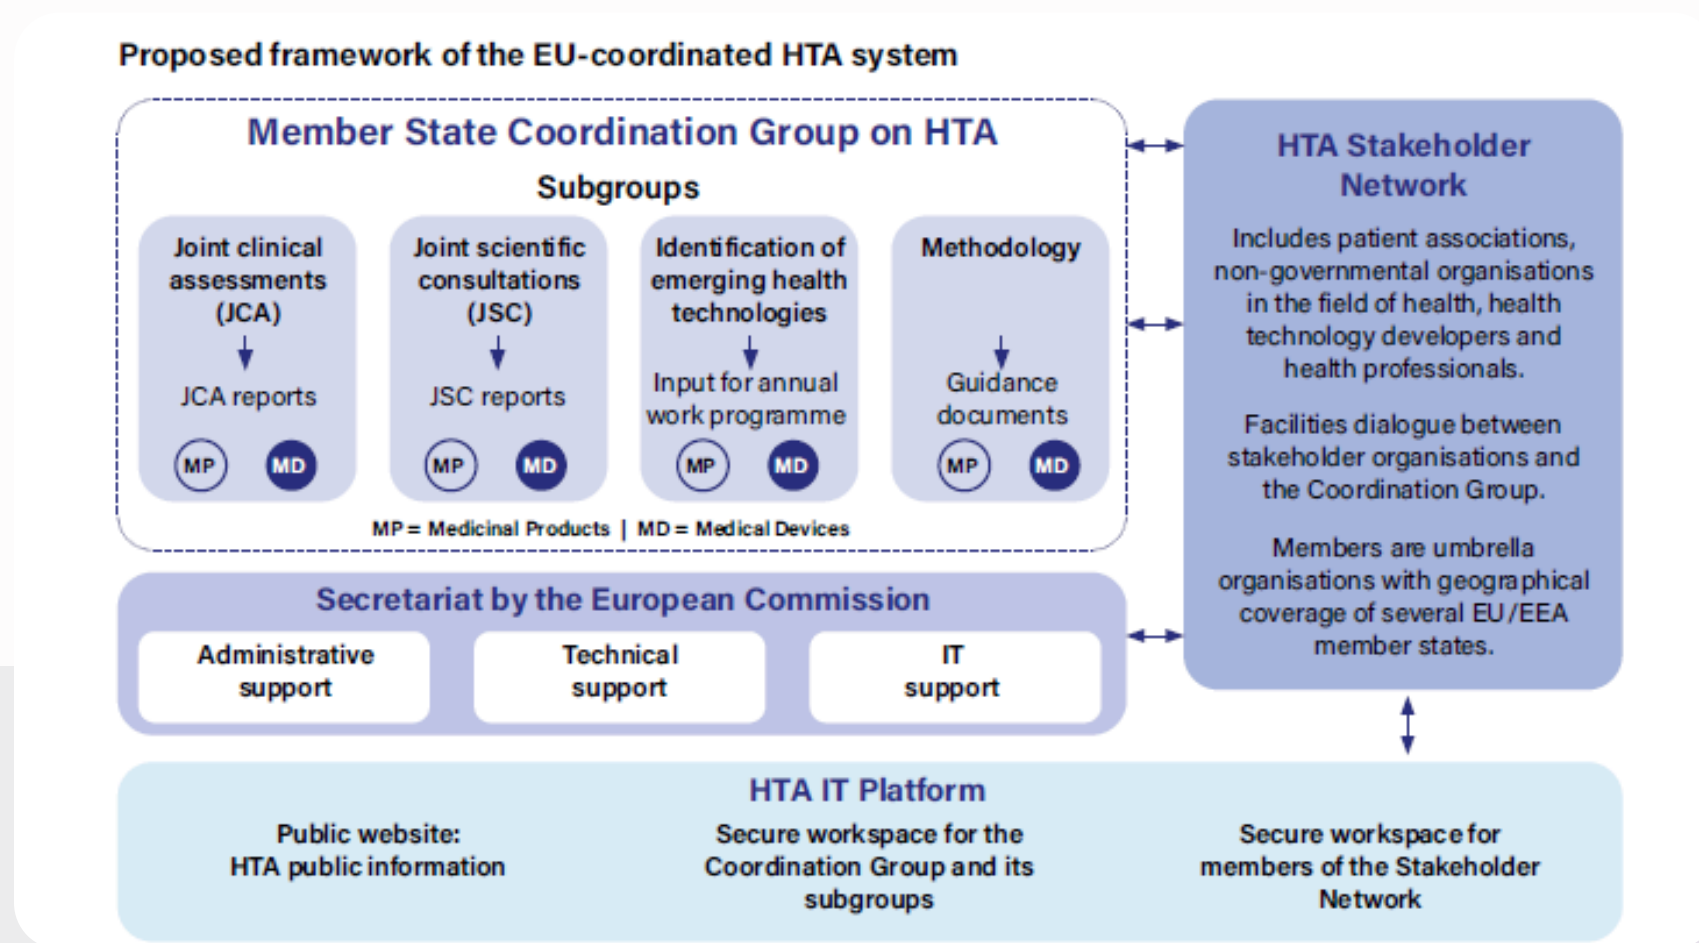 Proposed framework of the EU-coordinated HTA system
Member State Coordination Group on HTA
Subgroups
Joint clinical
assessments
(JCA)
JCA reports
MP MD
Joint scientific
consultations
(JSC)
JSC reports
MP MD
Identification of
emerging health
technologies
Input for annual
work programme
MP MD
Methodology
Guidance
documents
MP MD
MP = Medicinal Products | MD = Medical Devices
HTA Stakeholder
Network
Includes patient associations,
non-governmental organisations
in the field of health, health
technology developers and
health professionals.
Facilities dialogue between
stakeholder organisations and
the Coordination Group.
Members are umbrella
organisations with geographical
coverage of several EU/EEA
member states.
Secretariat by the European Commission
Administrative
support
Technical
support
IT
support
HTA IT Platform
Public website:
HTA public information
Secure workspace for the
Coordination Group and its
subgroups
Secure workspace for
members of the Stakeholder
Network